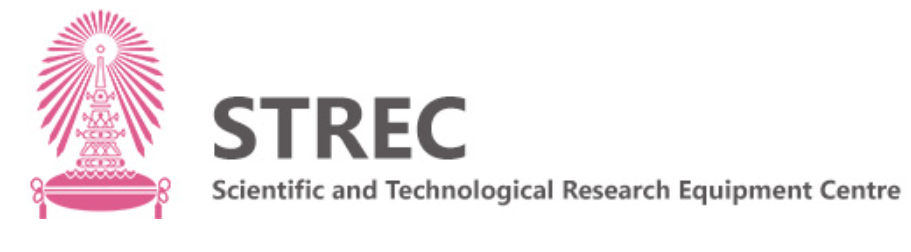 STREC
Scientific and Technological Research Equipment Centre